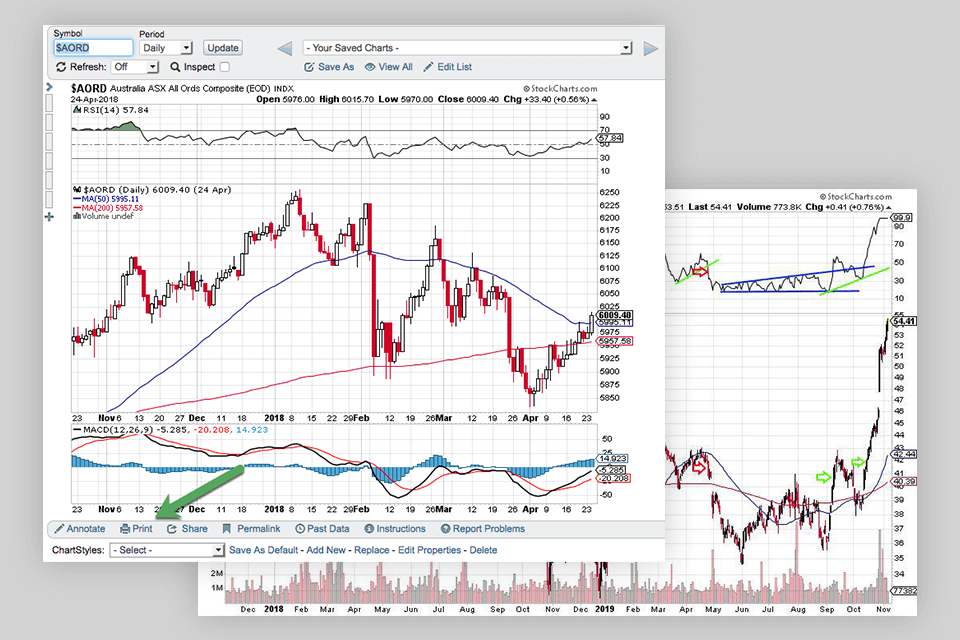 Symbol Period
$AORD Daily Update - Your Saved Charts -
Refresh: Off Inspect Save As View All Edit List
$AORD Australia ASX All Ords Composite (EOD) INDX © StockCharts.com
24-Apr-2018 Open 5976.00 High 6015.70 Low 5970.00 Close 6009.40 Chg +33.40 (+0.56%)
RSI(14) 57.84
90
70
57.84
50
30
10
$AORD (Daily) 6009.40 (24 Apr)
MA(50) 5995.11
MA(200) 5957.58
Volume undef
6250
6225
6200
6175
6150
6125
6100
6075
6050
6025
6009.40
5995.11
5975
5957.58
5925
5900
5875
5850
23 Nov 6 13 20 27 Dec 11 18 2018 8 15 22 29 Feb 12 20 Mar 12 19 26 Apr 9 16 23
MACD(12,26,9) -5.285, -20.208, 14.923
50
25
14.923
-5.285
-20.208
-50
23 Nov 6 13 20 27 Dec 11 18 2018 8 15 22 29 Feb 12 20 Mar 12 19 26 Apr 9 16 23
Annotate Print Share Permalink Past Data Instructions Report Problems
ChartStyles: - Select - Save As Default - Add New - Replace - Edit Properties - Delete
© StockCharts.com
53.51 Last 54.41 Volume 773.8K Chg +0.41 (+0.76%)
99.9
90
70
50
30
10
55
54.41
53
52
51
50
49
48
47
46
45
44
43
42.44
41
40.39
39
38
37
36
35
34
77382
2M
1M
Dec 2018 Feb Mar Apr May Jun Jul Aug Sep Oct Nov Dec 2019 Feb Mar Apr May Jun Jul Aug Sep Oct Nov